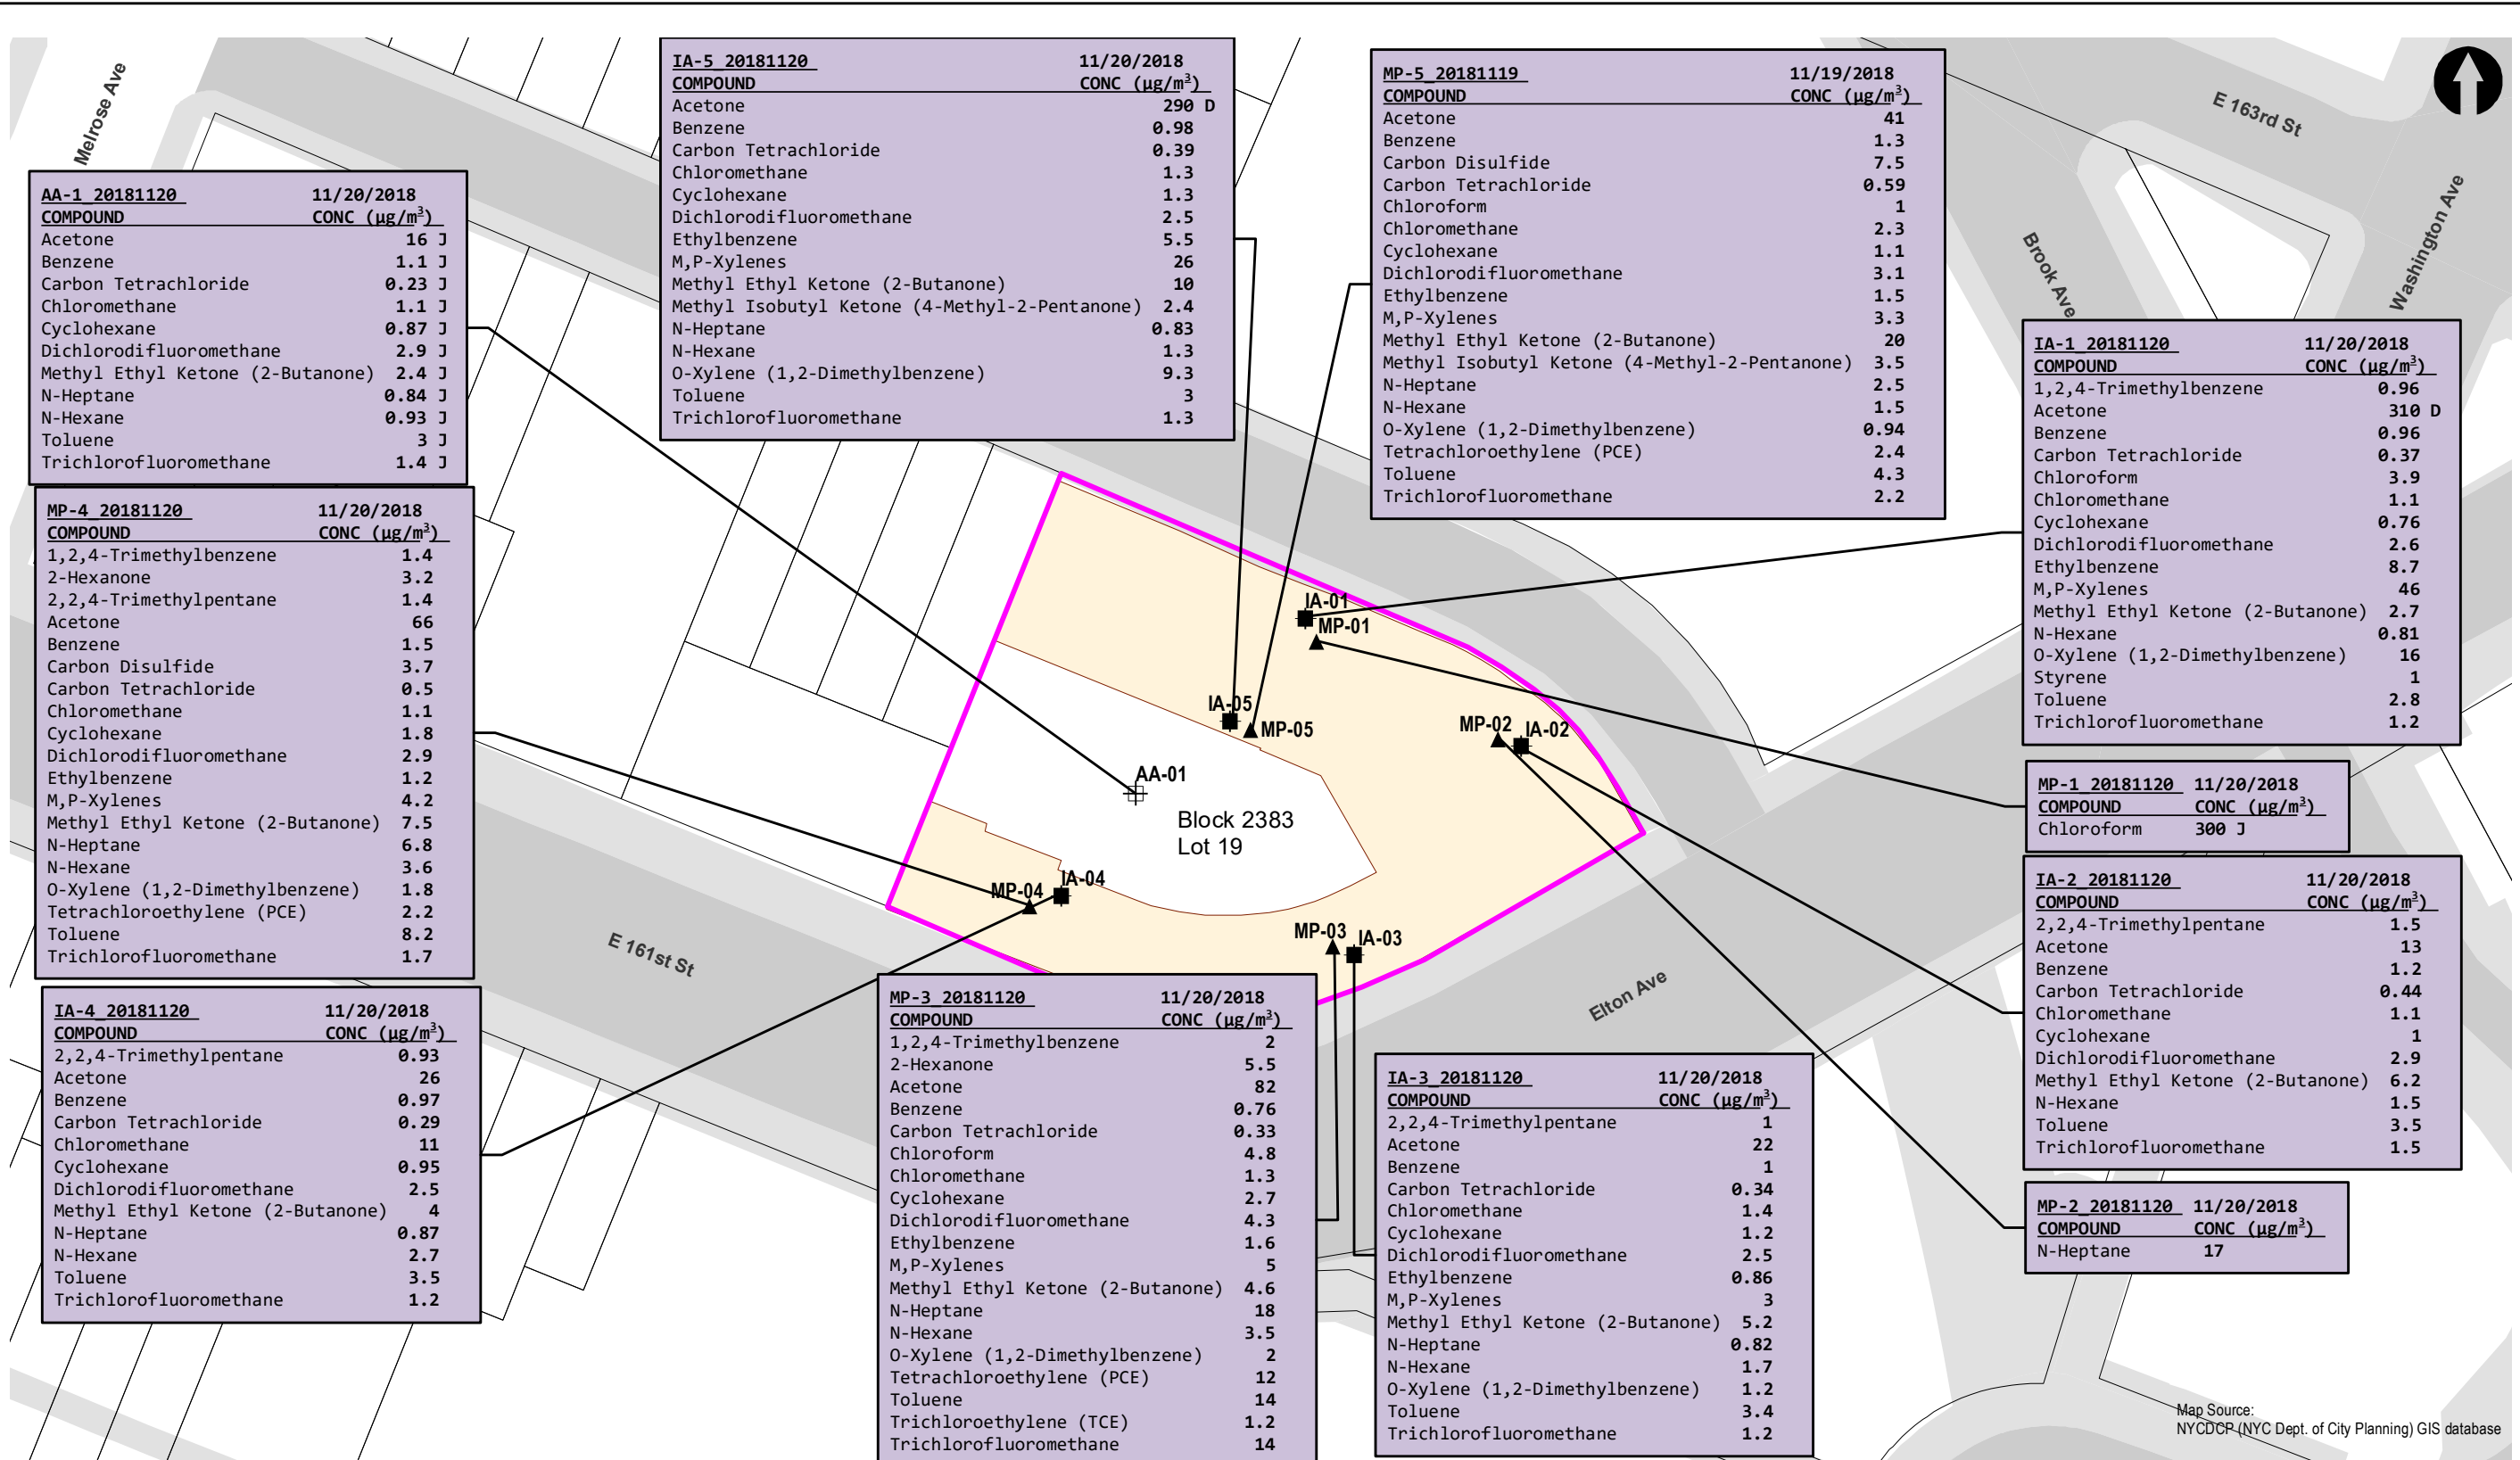 Melrose Ave
E 163rd St
Washington Ave
Brook Ave
IA-5_20181120 11/20/2018
COMPOUND CONC (µg/m³)
Acetone 290 D
Benzene 0.98
Carbon Tetrachloride 0.39
Chloromethane 1.3
Cyclohexane 1.3
Dichlorodifluoromethane 2.5
Ethylbenzene 5.5
M,P-Xylenes 26
Methyl Ethyl Ketone (2-Butanone) 10
Methyl Isobutyl Ketone (4-Methyl-2-Pentanone) 2.4
N-Heptane 0.83
N-Hexane 1.3
O-Xylene (1,2-Dimethylbenzene) 9.3
Toluene 3
Trichlorofluoromethane 1.3
MP-5_20181119 11/19/2018
COMPOUND CONC (µg/m³)
Acetone 41
Benzene 1.3
Carbon Disulfide 7.5
Carbon Tetrachloride 0.59
Chloroform 1
Chloromethane 2.3
Cyclohexane 1.1
Dichlorodifluoromethane 3.1
Ethylbenzene 1.5
M,P-Xylenes 3.3
Methyl Ethyl Ketone (2-Butanone) 20
Methyl Isobutyl Ketone (4-Methyl-2-Pentanone) 3.5
N-Heptane 2.5
N-Hexane 1.5
O-Xylene (1,2-Dimethylbenzene) 0.94
Tetrachloroethylene (PCE) 2.4
Toluene 4.3
Trichlorofluoromethane 2.2
AA-1_20181120 11/20/2018
COMPOUND CONC (µg/m³)
Acetone 16 J
Benzene 1.1 J
Carbon Tetrachloride 0.23 J
Chloromethane 1.1 J
Cyclohexane 0.87 J
Dichlorodifluoromethane 2.9 J
Methyl Ethyl Ketone (2-Butanone) 2.4 J
N-Heptane 0.84 J
N-Hexane 0.93 J
Toluene 3 J
Trichlorofluoromethane 1.4 J
IA-1_20181120 11/20/2018
COMPOUND CONC (µg/m³)
1,2,4-Trimethylbenzene 0.96
Acetone 310 D
Benzene 0.96
Carbon Tetrachloride 0.37
Chloroform 3.9
Chloromethane 1.1
Cyclohexane 0.76
Dichlorodifluoromethane 2.6
Ethylbenzene 8.7
M,P-Xylenes 46
Methyl Ethyl Ketone (2-Butanone) 2.7
N-Hexane 0.81
O-Xylene (1,2-Dimethylbenzene) 16
Styrene 1
Toluene 2.8
Trichlorofluoromethane 1.2
MP-4_20181120 11/20/2018
COMPOUND CONC (µg/m³)
1,2,4-Trimethylbenzene 1.4
2-Hexanone 3.2
2,2,4-Trimethylpentane 1.4
Acetone 66
Benzene 1.5
Carbon Disulfide 3.7
Carbon Tetrachloride 0.5
Chloromethane 1.1
Cyclohexane 1.8
Dichlorodifluoromethane 2.9
Ethylbenzene 1.2
M,P-Xylenes 4.2
Methyl Ethyl Ketone (2-Butanone) 7.5
N-Heptane 6.8
N-Hexane 3.6
O-Xylene (1,2-Dimethylbenzene) 1.8
Tetrachloroethylene (PCE) 2.2
Toluene 8.2
Trichlorofluoromethane 1.7
IA-01
MP-01
IA-05
MP-05
MP-02
IA-02
AA-01
Block 2383
Lot 19
MP-04
IA-04
MP-03
IA-03
E 161st St
Elton Ave
MP-1_20181120 11/20/2018
COMPOUND CONC (µg/m³)
Chloroform 300 J
IA-2_20181120 11/20/2018
COMPOUND CONC (µg/m³)
2,2,4-Trimethylpentane 1.5
Acetone 13
Benzene 1.2
Carbon Tetrachloride 0.44
Chloromethane 1.1
Cyclohexane 1
Dichlorodifluoromethane 2.9
Methyl Ethyl Ketone (2-Butanone) 6.2
N-Hexane 1.5
Toluene 3.5
Trichlorofluoromethane 1.5
IA-4_20181120 11/20/2018
COMPOUND CONC (µg/m³)
2,2,4-Trimethylpentane 0.93
Acetone 26
Benzene 0.97
Carbon Tetrachloride 0.29
Chloromethane 11
Cyclohexane 0.95
Dichlorodifluoromethane 2.5
Methyl Ethyl Ketone (2-Butanone) 4
N-Heptane 0.87
N-Hexane 2.7
Toluene 3.5
Trichlorofluoromethane 1.2
MP-3_20181120 11/20/2018
COMPOUND CONC (µg/m³)
1,2,4-Trimethylbenzene 2
2-Hexanone 5.5
Acetone 82
Benzene 0.76
Carbon Tetrachloride 0.33
Chloroform 4.8
Chloromethane 1.3
Cyclohexane 2.7
Dichlorodifluoromethane 4.3
Ethylbenzene 1.6
M,P-Xylenes 5
Methyl Ethyl Ketone (2-Butanone) 4.6
N-Heptane 18
N-Hexane 3.5
O-Xylene (1,2-Dimethylbenzene) 2
Tetrachloroethylene (PCE) 12
Toluene 14
Trichloroethylene (TCE) 1.2
Trichlorofluoromethane 14
IA-3_20181120 11/20/2018
COMPOUND CONC (µg/m³)
2,2,4-Trimethylpentane 1
Acetone 22
Benzene 1
Carbon Tetrachloride 0.34
Chloromethane 1.4
Cyclohexane 1.2
Dichlorodifluoromethane 2.5
Ethylbenzene 0.86
M,P-Xylenes 3
Methyl Ethyl Ketone (2-Butanone) 5.2
N-Heptane 0.82
N-Hexane 1.7
O-Xylene (1,2-Dimethylbenzene) 1.2
Toluene 3.4
Trichlorofluoromethane 1.2
MP-2_20181120 11/20/2018
COMPOUND CONC (µg/m³)
N-Heptane 17
Map Source:
NYCDCP (NYC Dept. of City Planning) GIS database